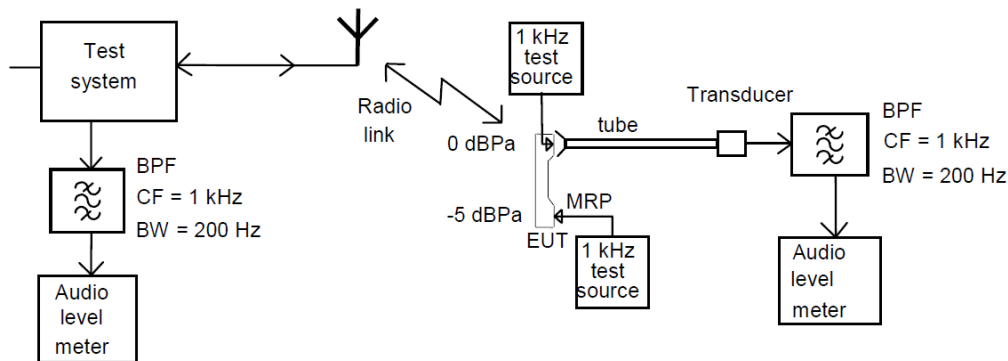 Test
system
BPF
CF = 1 kHz
BW = 200 Hz
Audio
level
meter
Radio
link
1 kHz
test
source
0 dBPa
-5 dBPa
EUT
MRP
1 kHz
test
source
tube
Transducer
BPF
CF = 1 kHz
BW = 200 Hz
Audio
level
meter